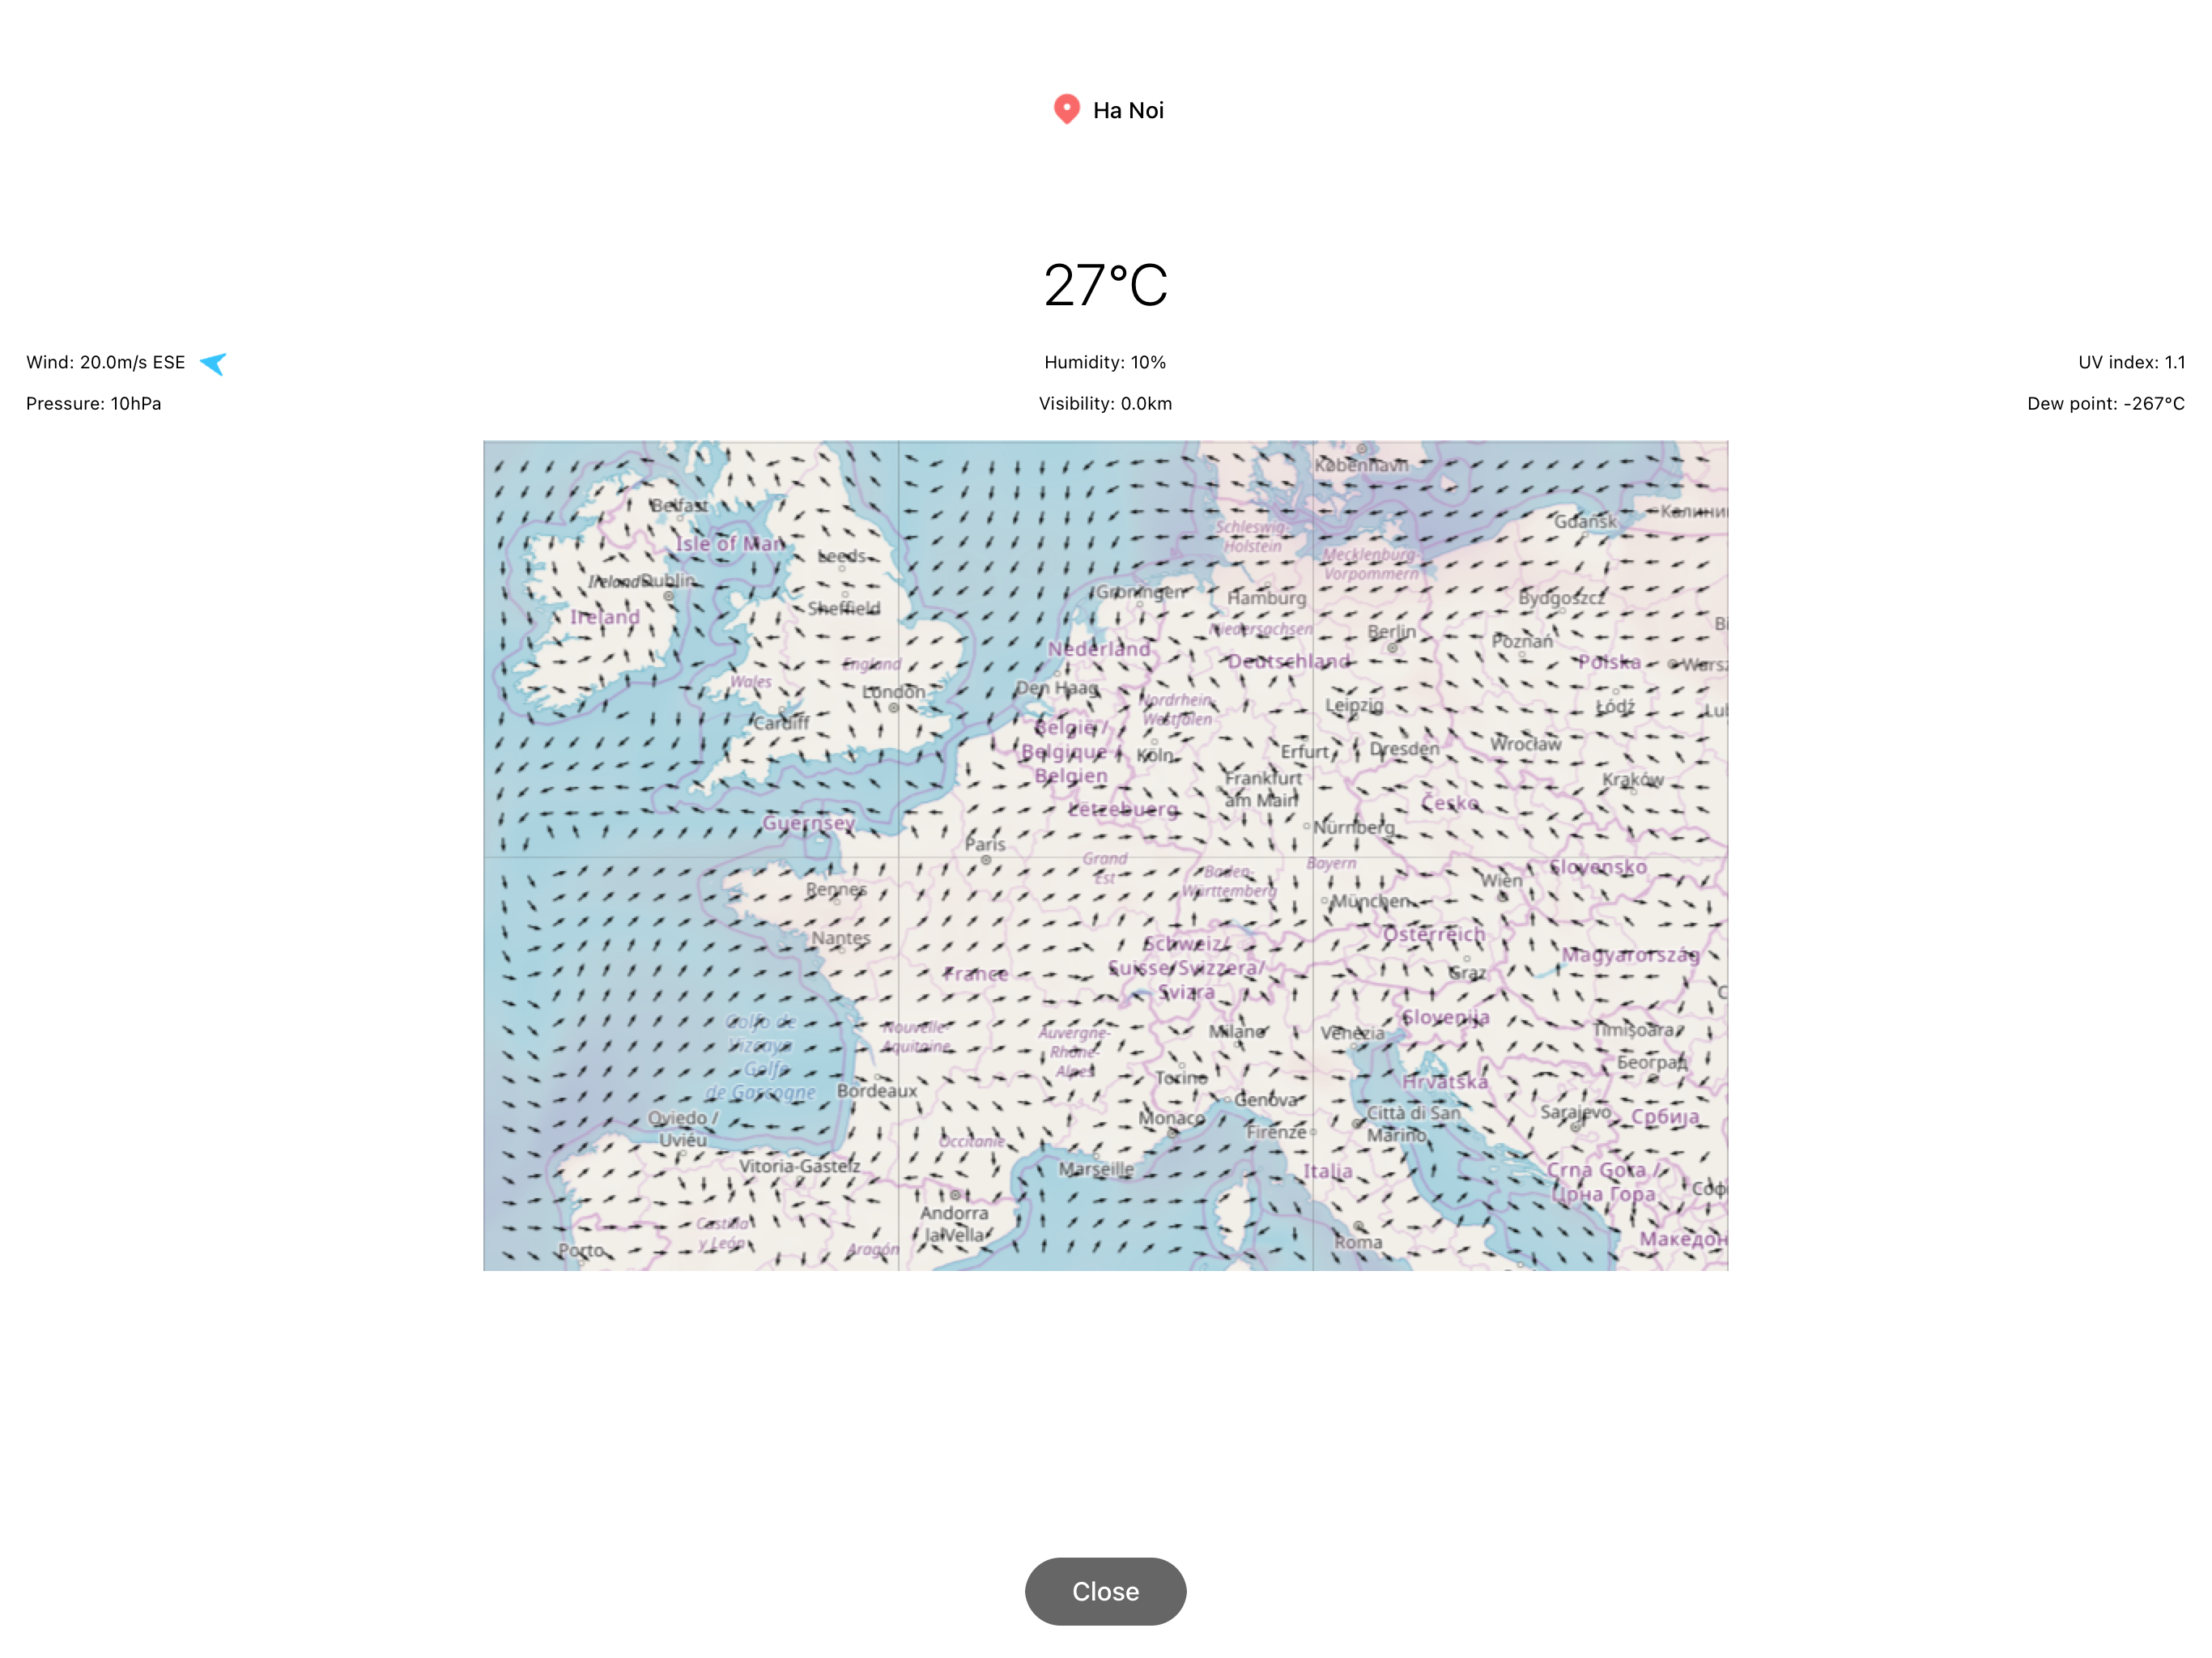 Ha Noi
27°C
Wind: 20.0m/s ESE
Humidity: 10%
UV index: 1.1
Pressure: 10hPa
Visibility: 0.0km
Dew point: -267°C
København
Belfast
Gdańsk
Isle of Man
Schleswig-
Holstein
Leeds
Mecklenburg-
Vorpommern
Ireland
Dublin
Groningen
Hamburg
Bydgoszcz
Sheffield
Ireland
Niedersachsen
Berlin
Poznań
Nederland
England
Deutschland
Polska
Wales
Den Haag
London
Nordrhein-
Westfalen
Leipzig
Łódź
Cardiff
België /
Belgique /
Belgien
Köln
Erfurt
Dresden
Wrocław
Frankfurt
am Main
Kraków
Lëtzebuerg
Česko
Guernsey
Nürnberg
Paris
Grand
Est
Bayern
Slovensko
Baden-
Württemberg
Wien
Rennes
München
Nantes
Österreich
Schweiz/
Suisse/Svizzera/
Svizra
Magyarország
France
Graz
Golfo de
Vizcaya
Golfe
de Gascogne
Nouvelle-
Aquitaine
Auvergne-
Rhône-
Alpes
Milano
Venezia
Slovenija
Timișoara
Београд
Torino
Hrvatska
Bordeaux
Genova
Oviedo /
Uviéu
Monaco
Città di San
Marino
Sarajevo
Србија
Firenze
Occitanie
Vitoria-Gasteiz
Marseille
Italia
Crna Gora /
Црна Гора
Andorra
la Vella
Castilla
y León
Aragón
Porto
Roma
Close